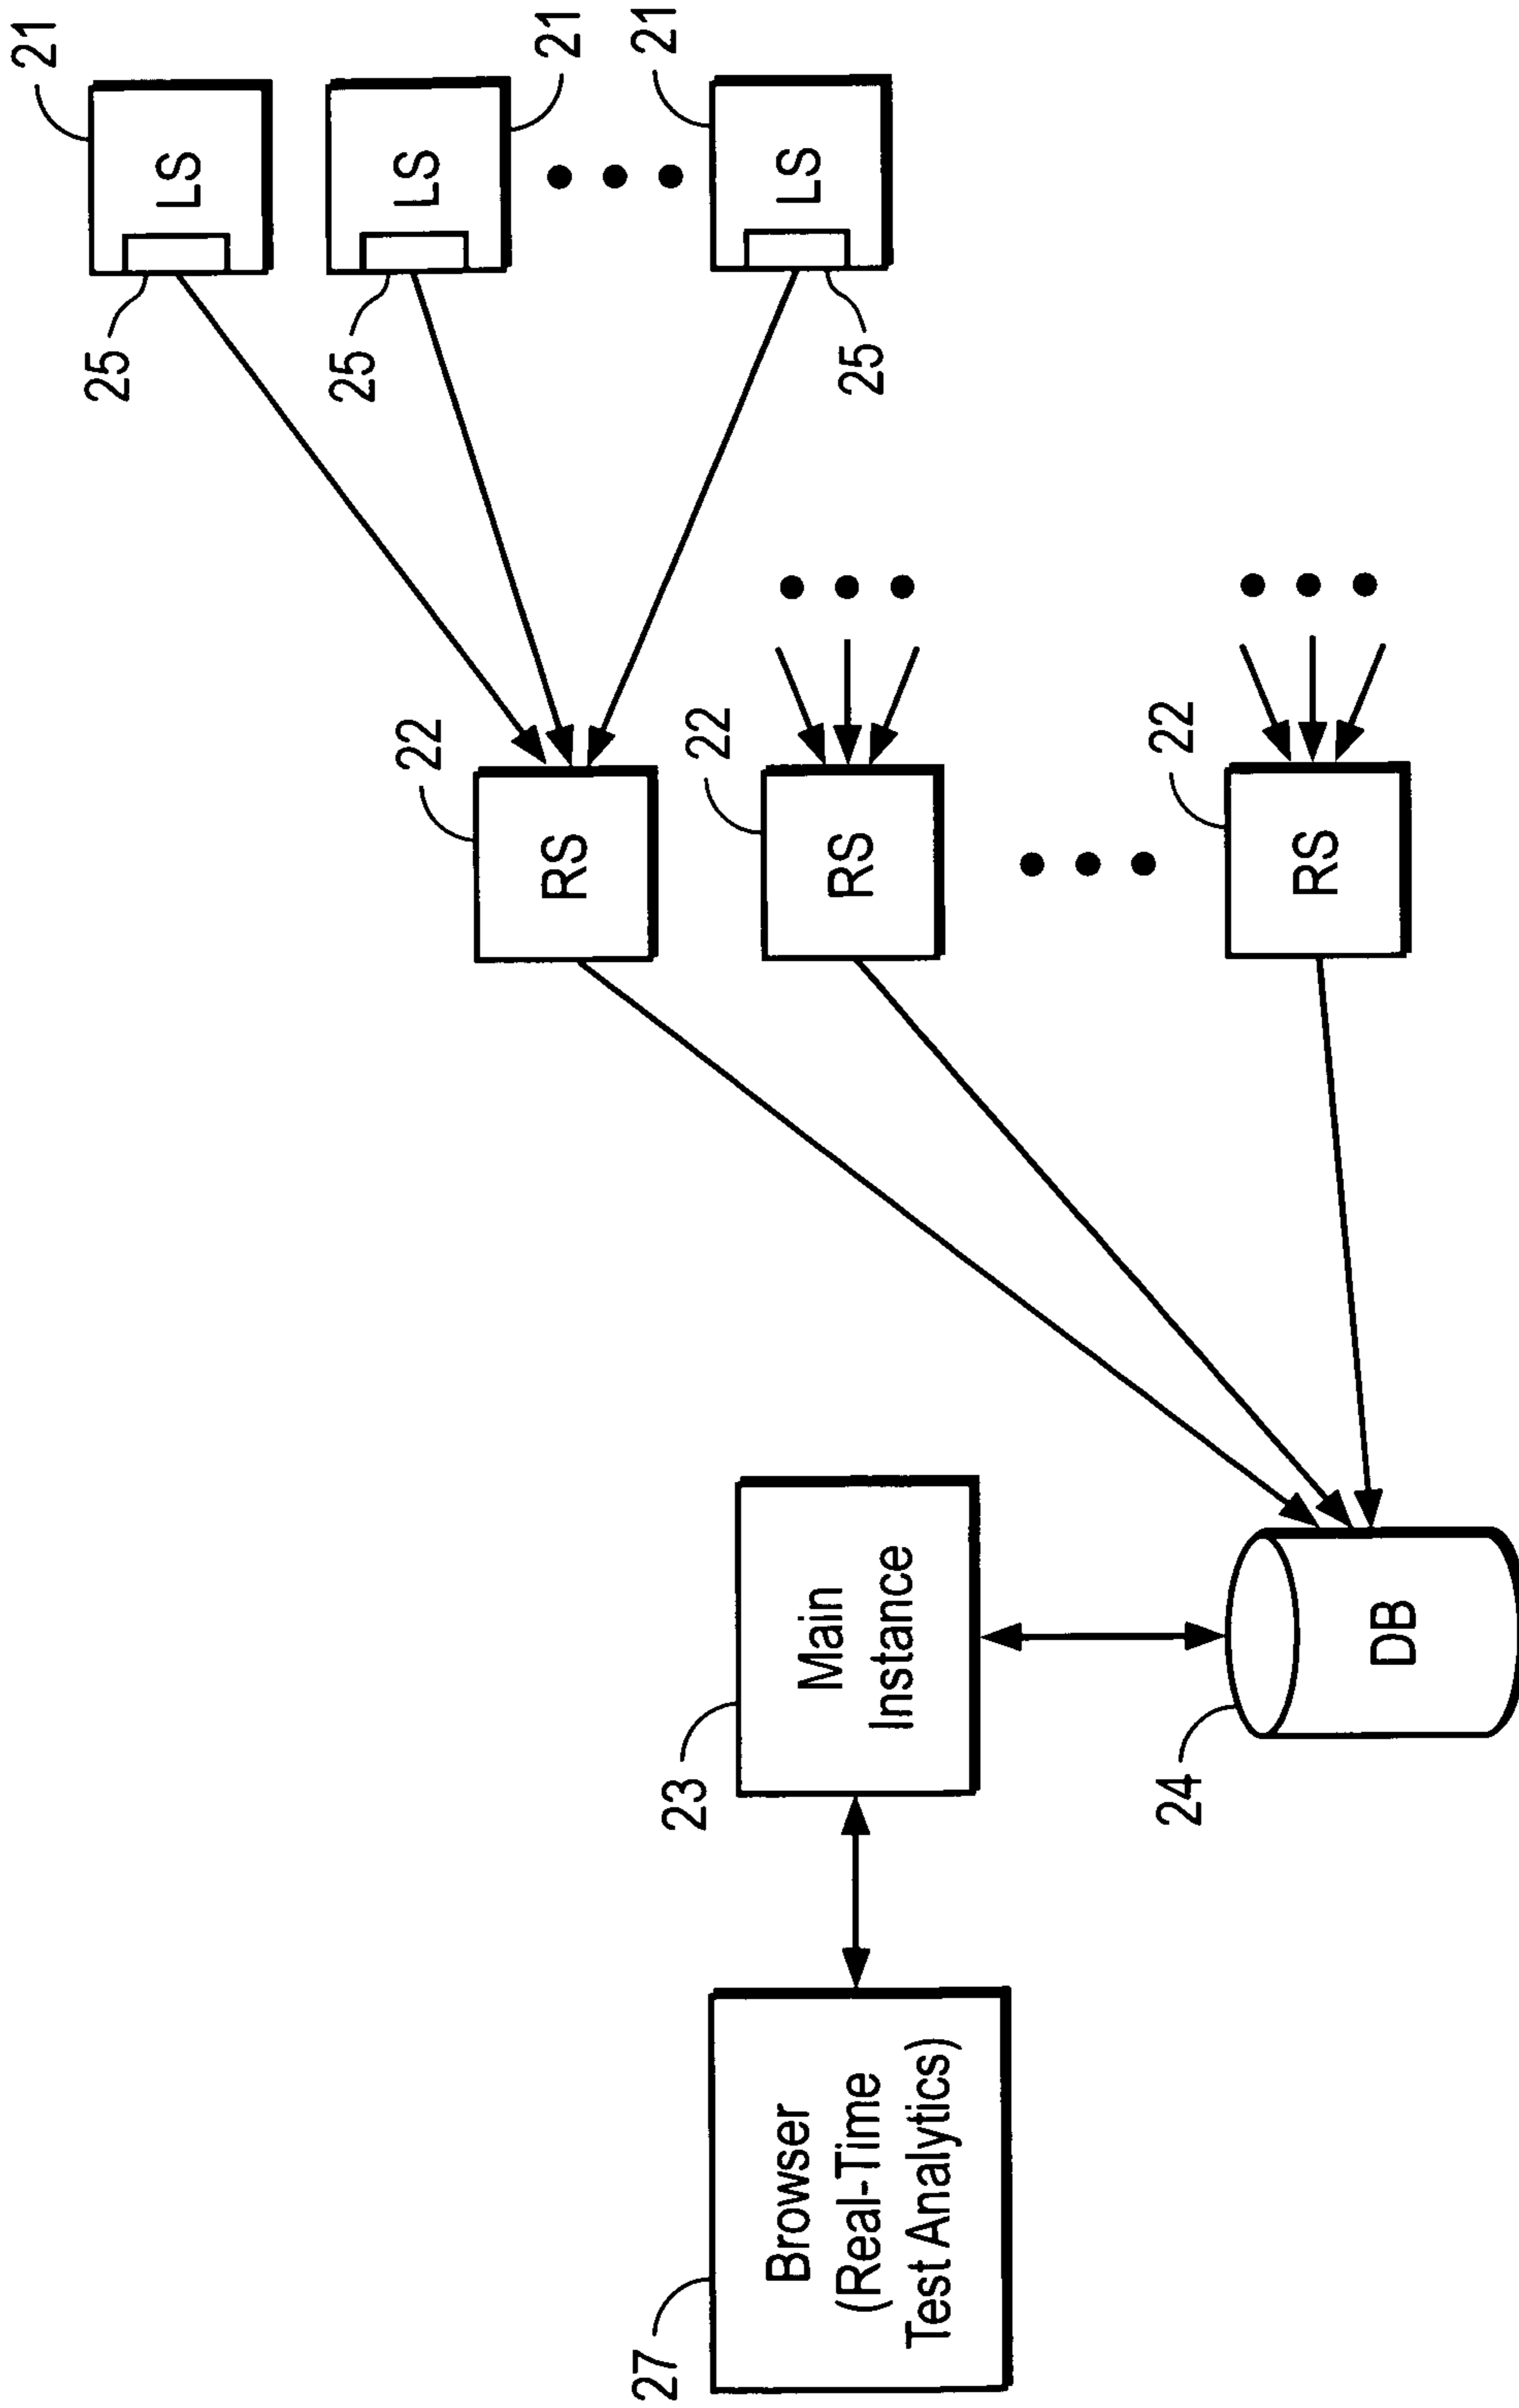 21
25
LS
25
LS
22
21
RS
21
27
23
22
Browser
(Real-Time
Test Analytics)
Main
Instance
RS
LS
25
24
22
RS
DB